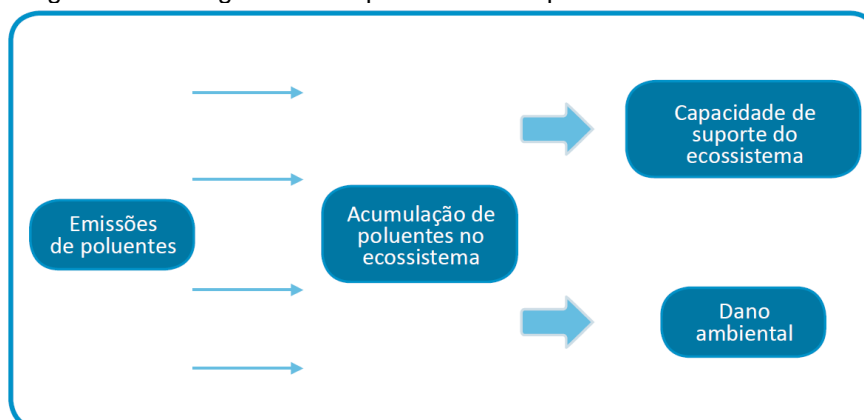 Emissões
de poluentes
Acumulação de
poluentes no
ecossistema
Capacidade de
suporte do
ecossistema
Dano
ambiental